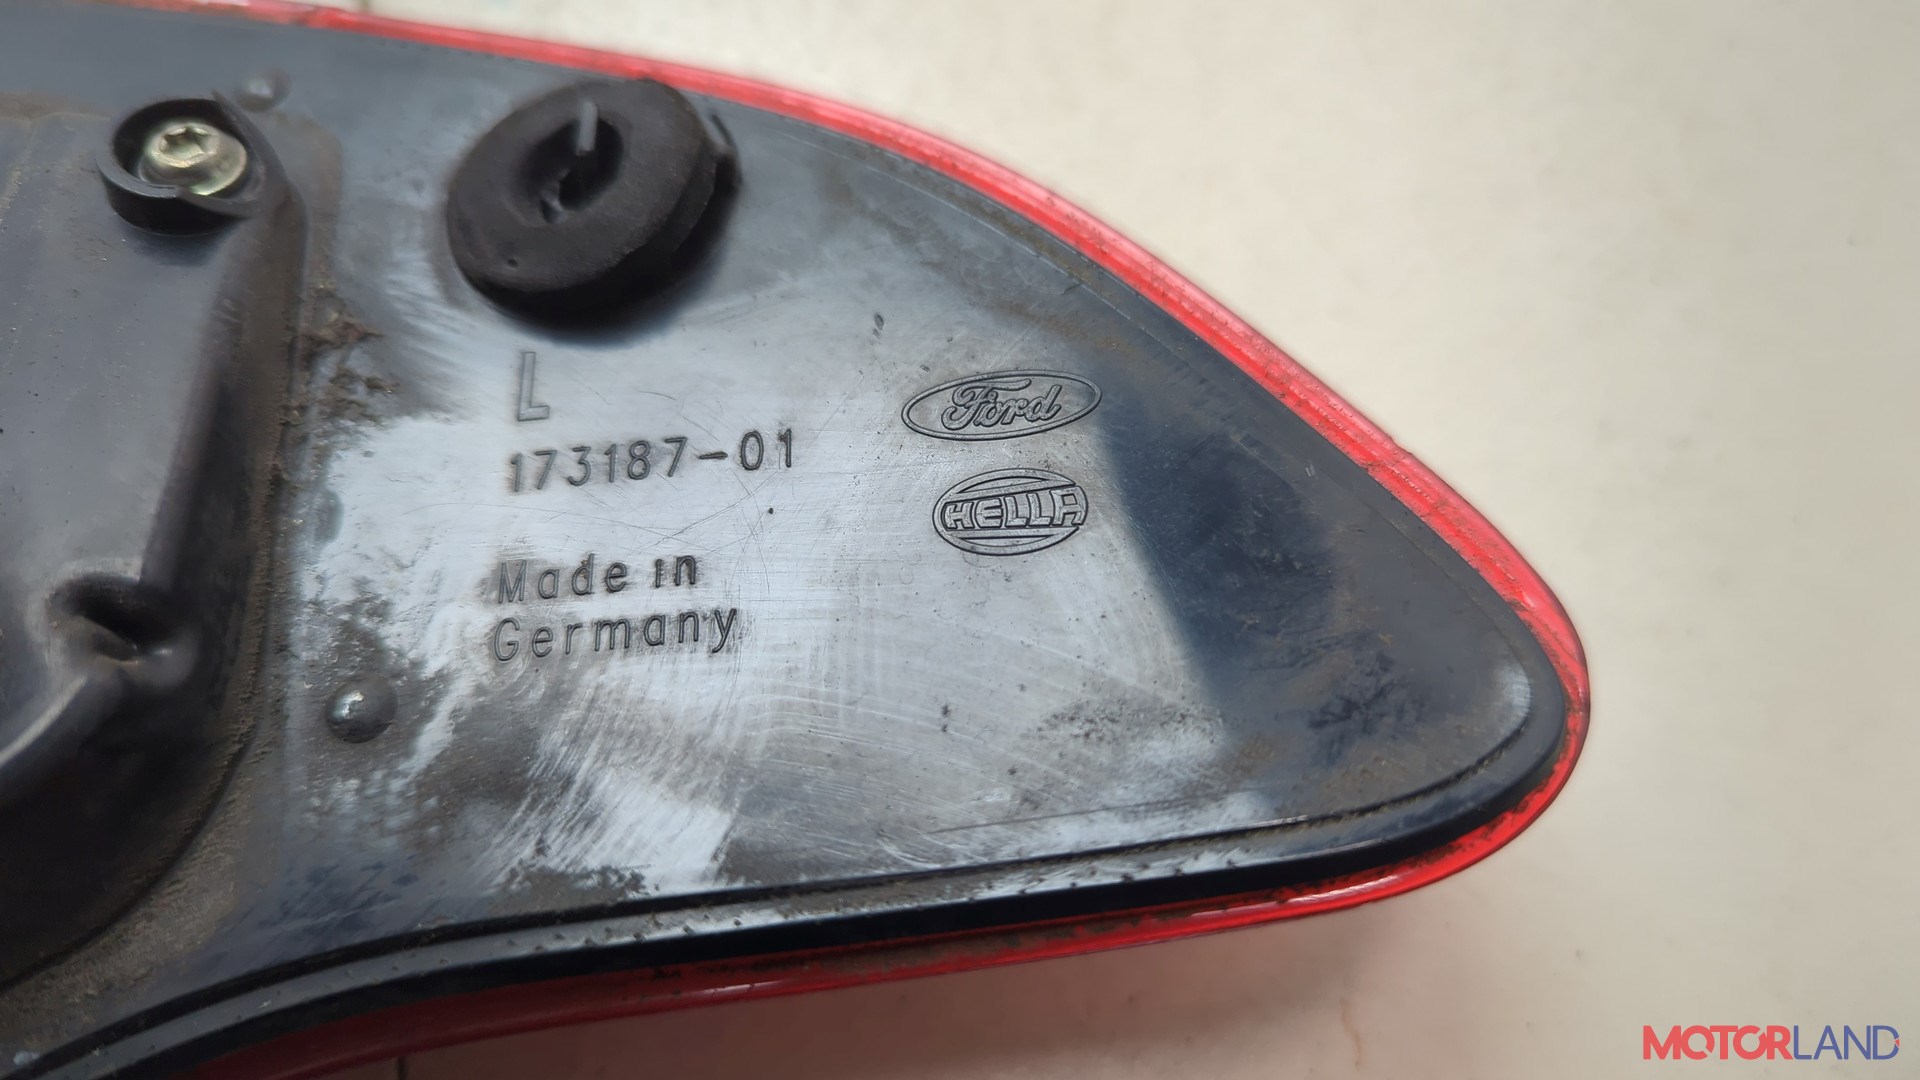 L
173187-01
Ford
HELLA
Made in
Germany
MOTORLAND